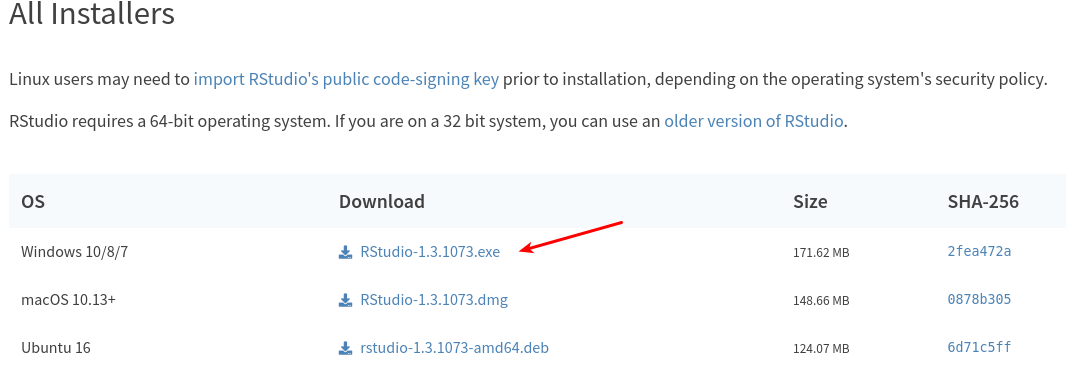 All Installers
Linux users may need to import RStudio's public code-signing key prior to installation, depending on the operating system's security policy.
RStudio requires a 64-bit operating system. If you are on a 32 bit system, you can use an older version of RStudio.
OS Download Size SHA-256
Windows 10/8/7 RStudio-1.3.1073.exe 171.62 MB 2fea472a
macOS 10.13+ RStudio-1.3.1073.dmg 148.66 MB 0878b305
Ubuntu 16 rstudio-1.3.1073-amd64.deb 124.07 MB 6d71c5ff